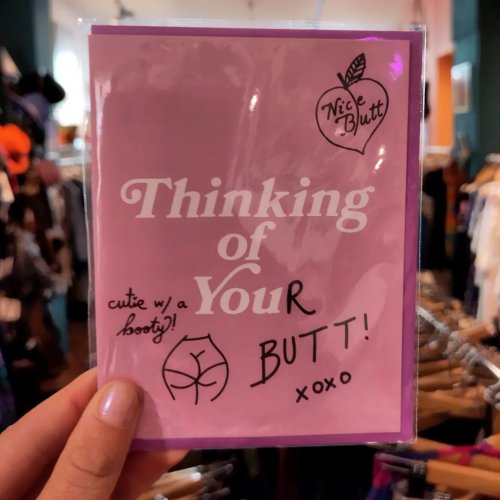 Nice
Butt
Thinking
of
YouR
cutie w/ a
booty?!
BUTT!
xoxo